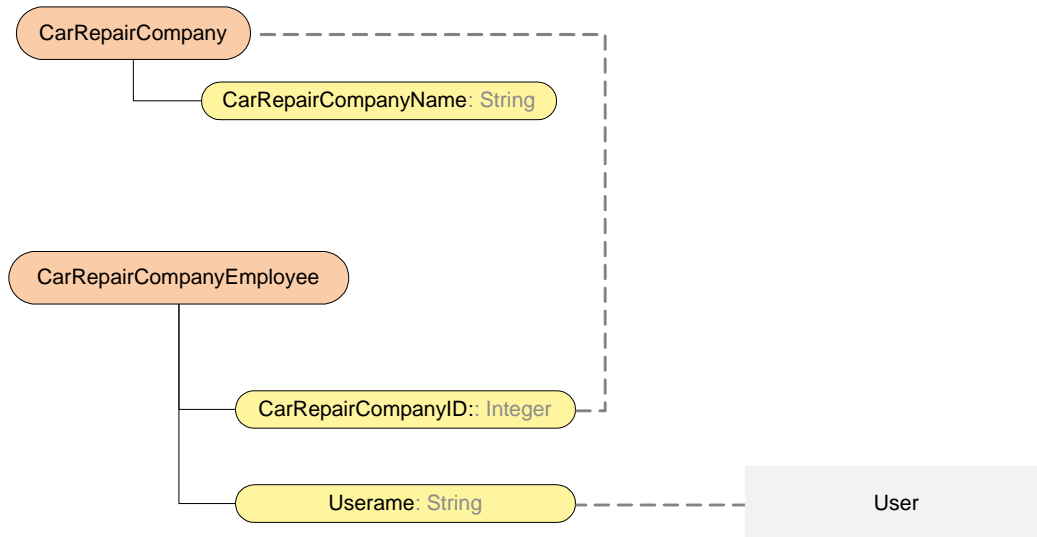 CarRepairCompany
CarRepairCompanyName: String
CarRepairCompanyEmployee
CarRepairCompanyID:: Integer
Userame: String
User